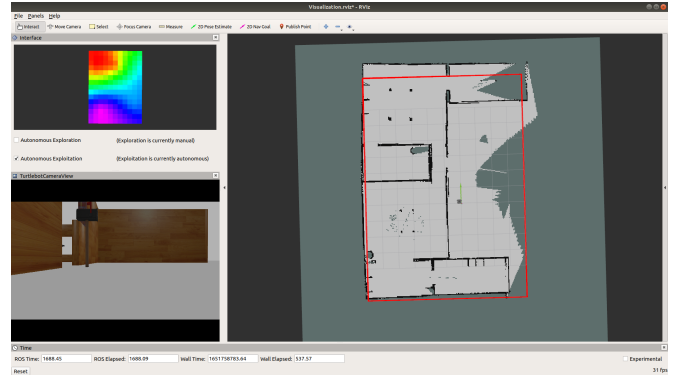 Visualization.rviz* - RViz
File Panels Help
Interact Move Camera Select Focus Camera Measure 2D Pose Estimate 2D Nav Goal Publish Point
Interface
Autonomous Exploration (Exploration is currently manual)
Autonomous Exploitation (Exploitation is currently autonomous)
TurtlebotCameraView
Time
ROS Time: 1688.45 ROS Elapsed: 1688.09 Wall Time: 1651758783.64 Wall Elapsed: 537.57 Experimental
Reset 31 fps